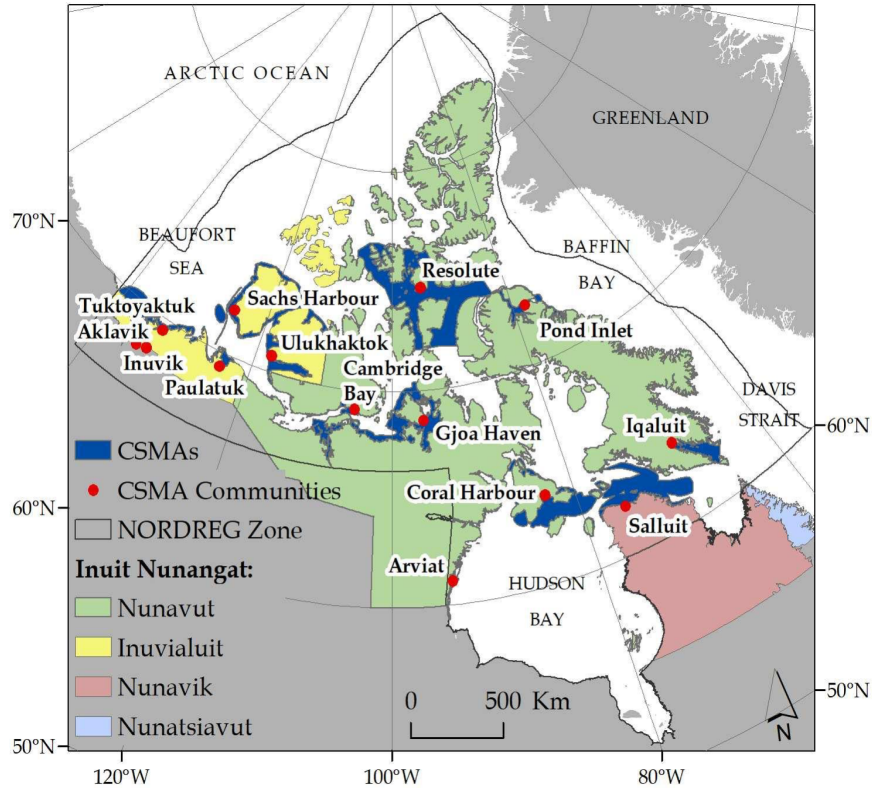 ARCTIC OCEAN
GREENLAND
70°N
BEAUFORT
SEA
BAFFIN
BAY
Resolute
Sachs Harbour
Tuktoyaktuk
Aklavik
Inuvik
Paulatuk
Ulukhaktok
Pond Inlet
Cambridge
Bay
Gjoa Haven
DAVIS
STRAIT
60°N
Iqaluit
Coral Harbour
Salluit
Arviat
HUDSON
BAY
CSMAs
CSMA Communities
60°N
NORDREG Zone
Inuit Nunangat:
Nunavut
Inuvialuit
Nunavik
Nunatsiavut
0 500 Km
N
50°N
50°N
120°W
100°W
80°W